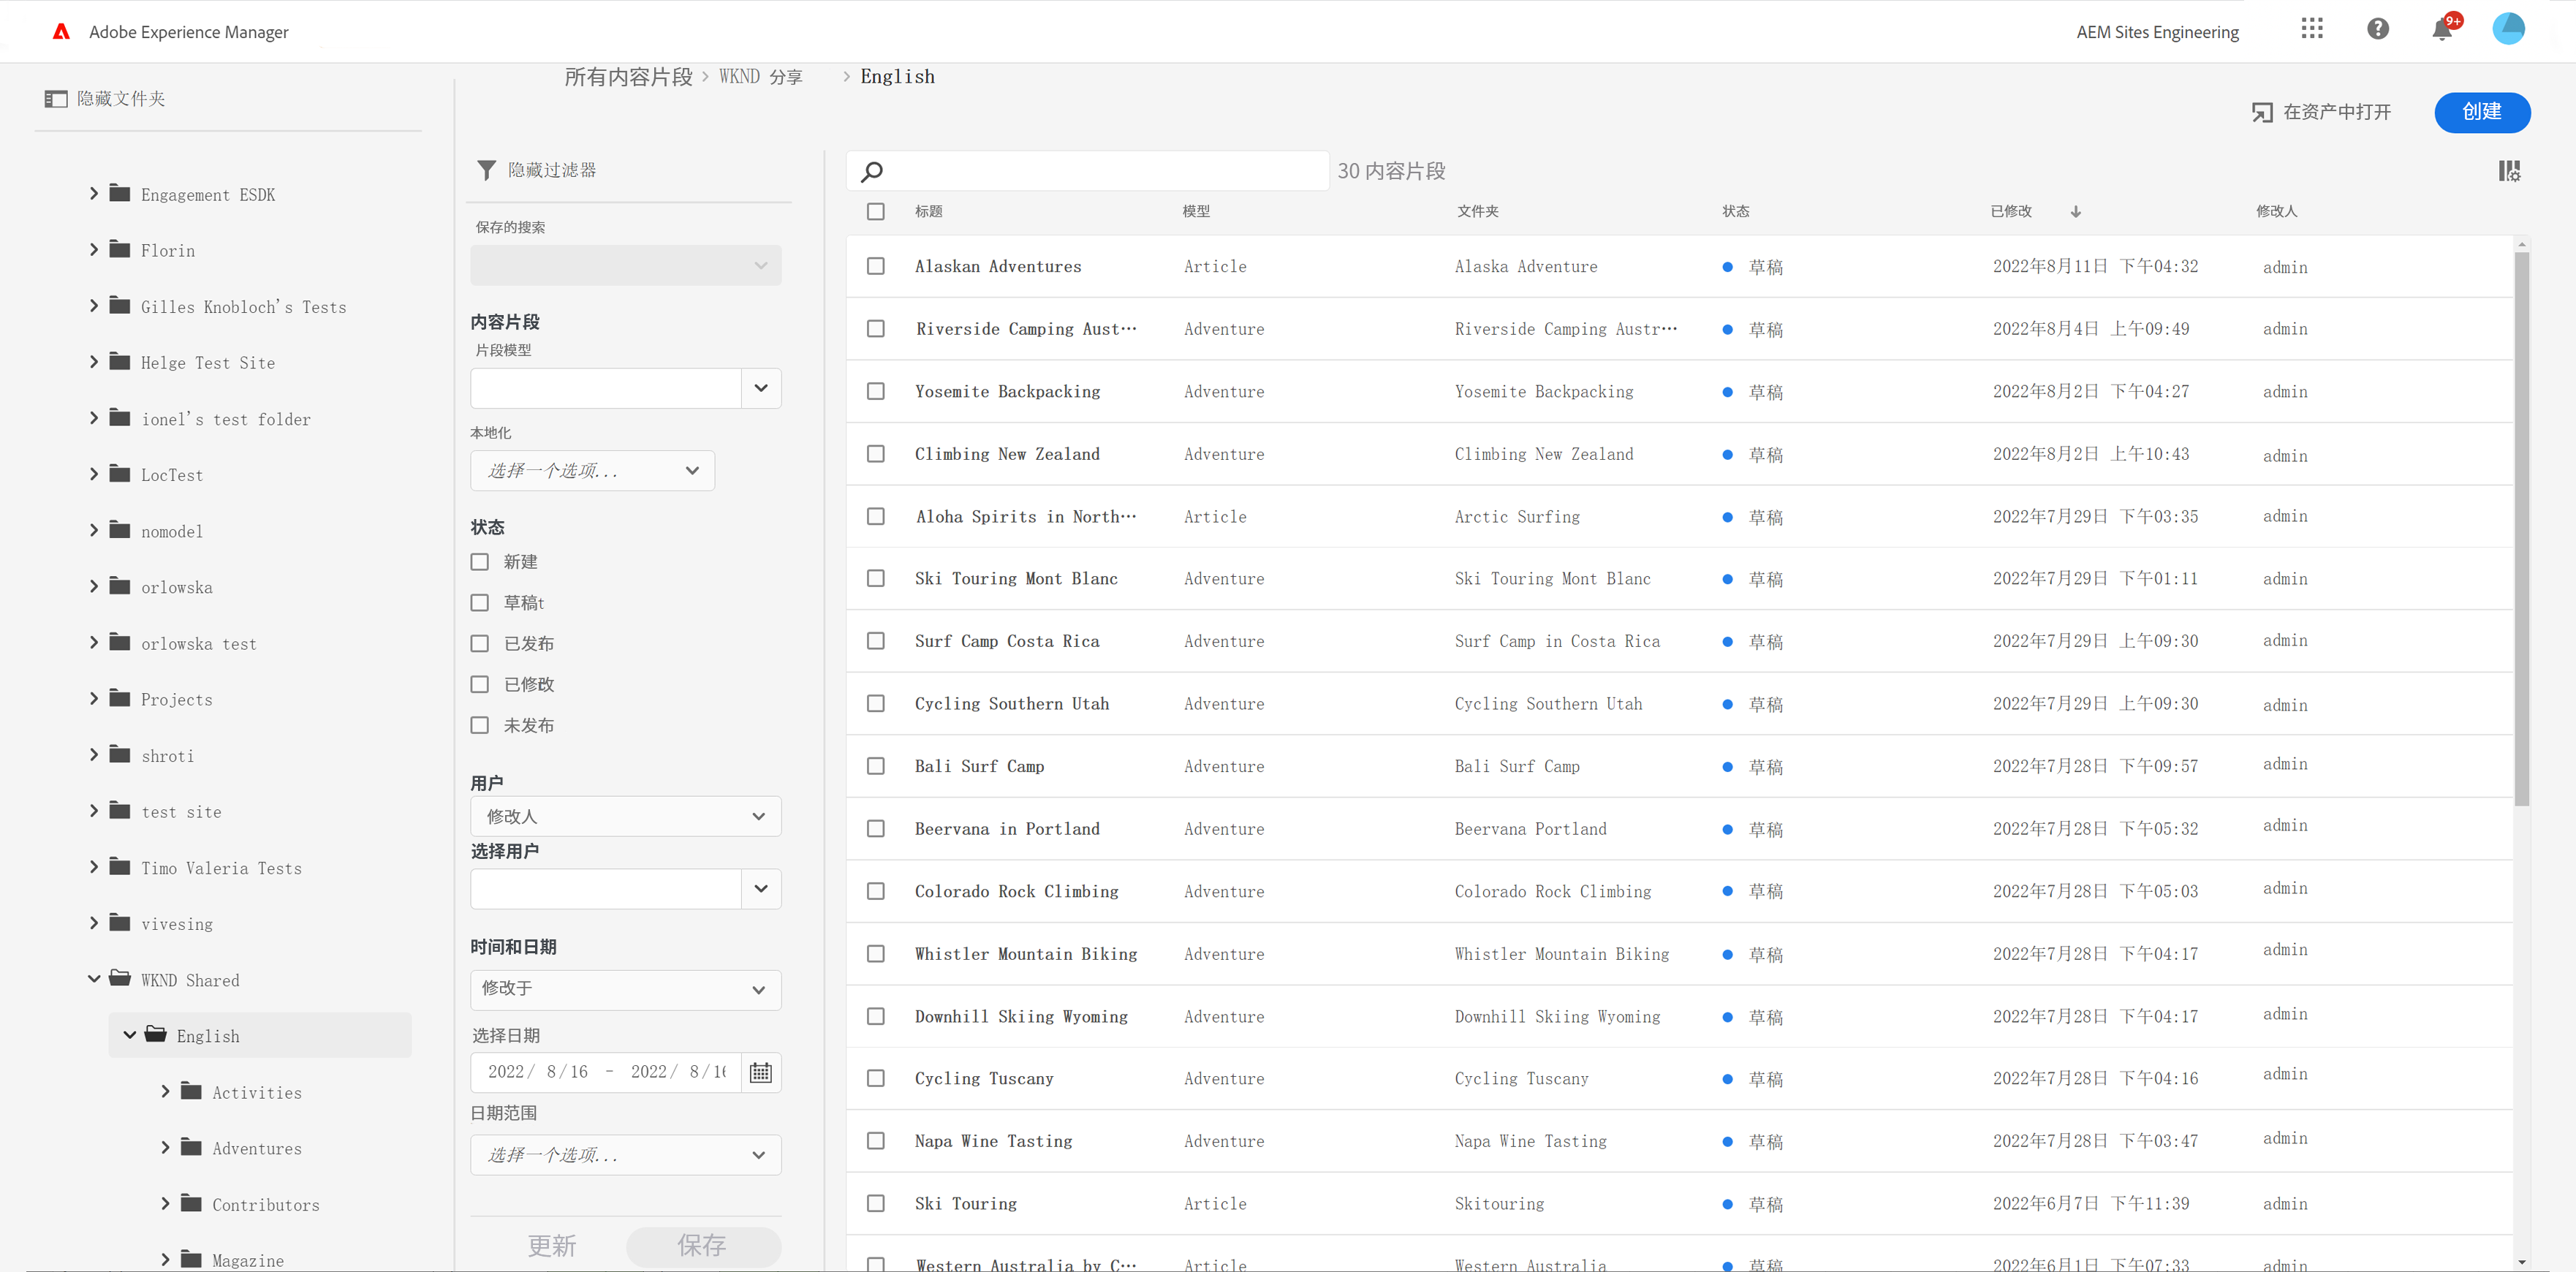 Adobe Experience Manager
AEM Sites Engineering
9+
隐藏文件夹
所有内容片段 > WKND 分享 > English
在资产中打开
创建
Engagement ESDK
Florin
Gilles Knobloch's Tests
Helge Test Site
ionel's test folder
LocTest
nomodel
orlowska
orlowska test
Projects
shroti
test site
Timo Valeria Tests
vivesing
WKND Shared
English
Activities
Adventures
Contributors
Magazine
隐藏过滤器
保存的搜索
内容片段
片段模型
本地化
选择一个选项...
状态
新建
草稿t
已发布
已修改
未发布
用户
修改人
选择用户
时间和日期
修改于
选择日期
2022/ 8/16 - 2022/ 8/16
日期范围
选择一个选项...
更新 保存
30 内容片段
标题 模型 文件夹 状态 已修改 修改人
Alaskan Adventures Article Alaska Adventure 草稿 2022年8月11日 下午04:32 admin
Riverside Camping Aust… Adventure Riverside Camping Austr… 草稿 2022年8月4日 上午09:49 admin
Yosemite Backpacking Adventure Yosemite Backpacking 草稿 2022年8月2日 下午04:27 admin
Climbing New Zealand Adventure Climbing New Zealand 草稿 2022年8月2日 上午10:43 admin
Aloha Spirits in North… Article Arctic Surfing 草稿 2022年7月29日 下午03:35 admin
Ski Touring Mont Blanc Adventure Ski Touring Mont Blanc 草稿 2022年7月29日 下午01:11 admin
Surf Camp Costa Rica Adventure Surf Camp in Costa Rica 草稿 2022年7月29日 上午09:30 admin
Cycling Southern Utah Adventure Cycling Southern Utah 草稿 2022年7月29日 上午09:30 admin
Bali Surf Camp Adventure Bali Surf Camp 草稿 2022年7月28日 下午09:57 admin
Beervana in Portland Adventure Beervana Portland 草稿 2022年7月28日 下午05:32 admin
Colorado Rock Climbing Adventure Colorado Rock Climbing 草稿 2022年7月28日 下午05:03 admin
Whistler Mountain Biking Adventure Whistler Mountain Biking 草稿 2022年7月28日 下午04:17 admin
Downhill Skiing Wyoming Adventure Downhill Skiing Wyoming 草稿 2022年7月28日 下午04:17 admin
Cycling Tuscany Adventure Cycling Tuscany 草稿 2022年7月28日 下午04:16 admin
Napa Wine Tasting Adventure Napa Wine Tasting 草稿 2022年7月28日 下午03:47 admin
Ski Touring Article Skitouring 草稿 2022年6月7日 下午11:39 admin
Western Australia by C… Article Western Australia 草稿 2022年6月1日 下午07:33 admin